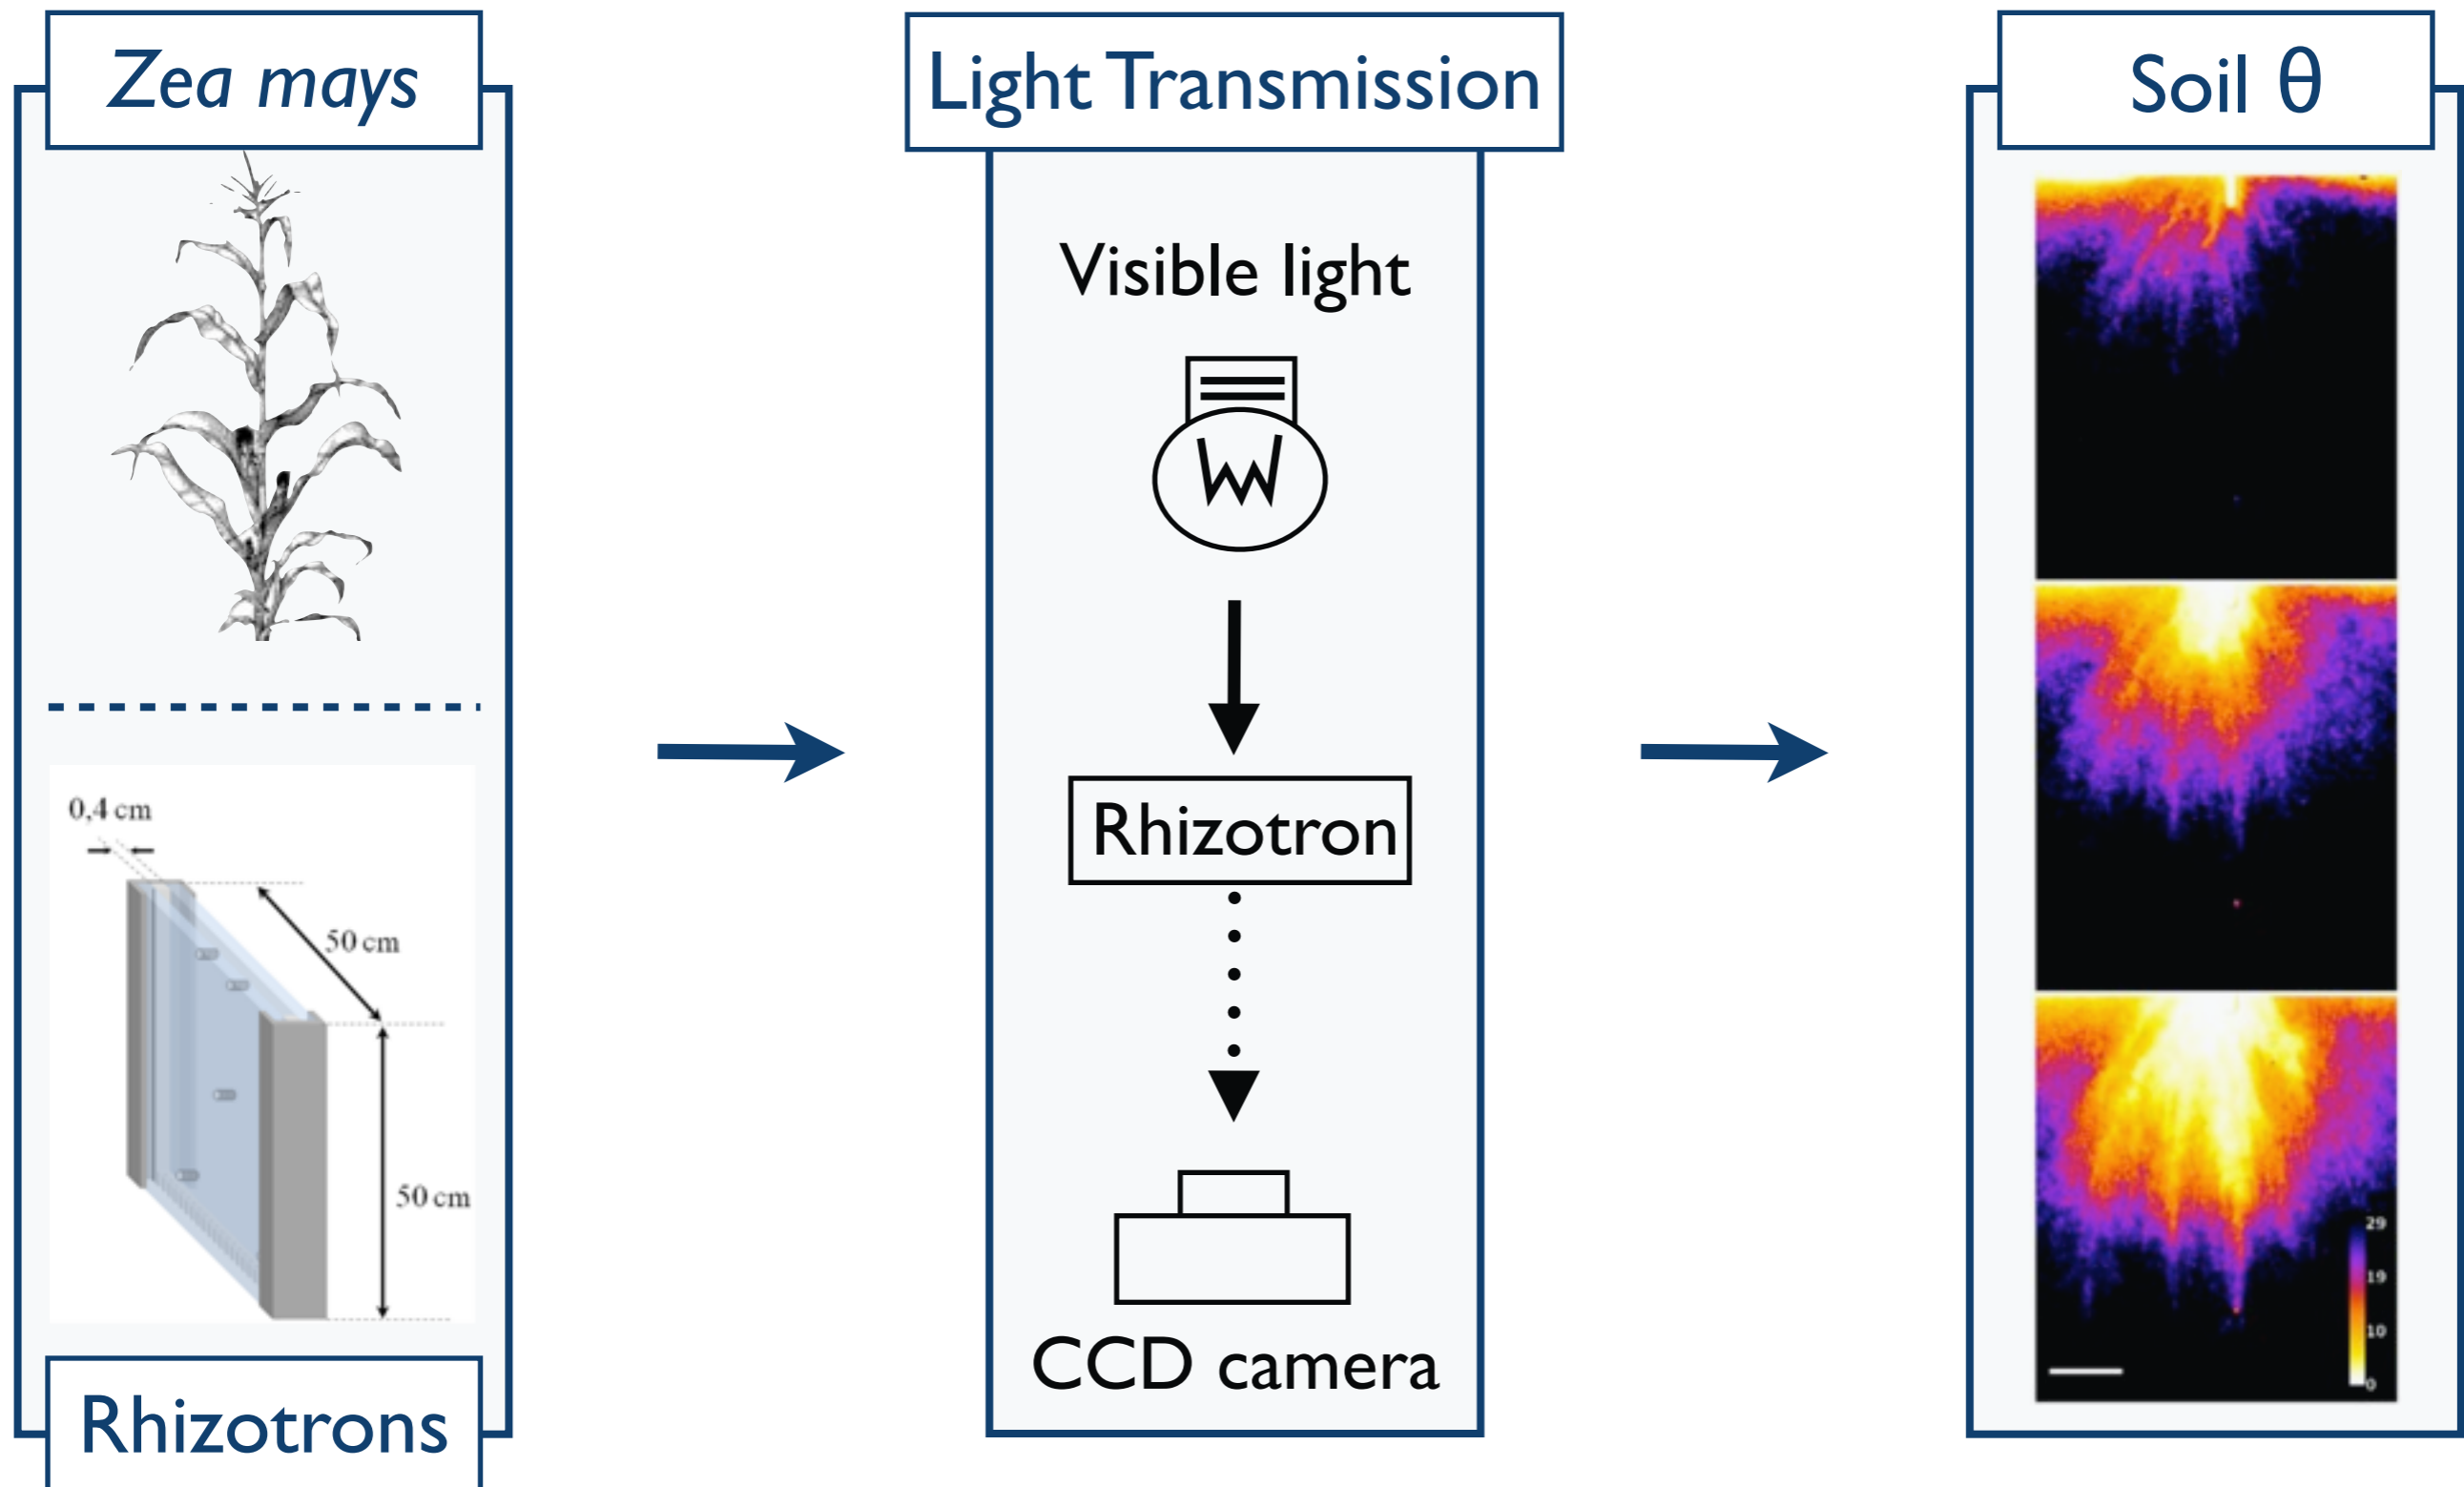 Zea mays
0,4 cm
50 cm
50 cm
Rhizotrons
Light Transmission
Visible light
Rhizotron
CCD camera
Soil θ
29
19
10
0